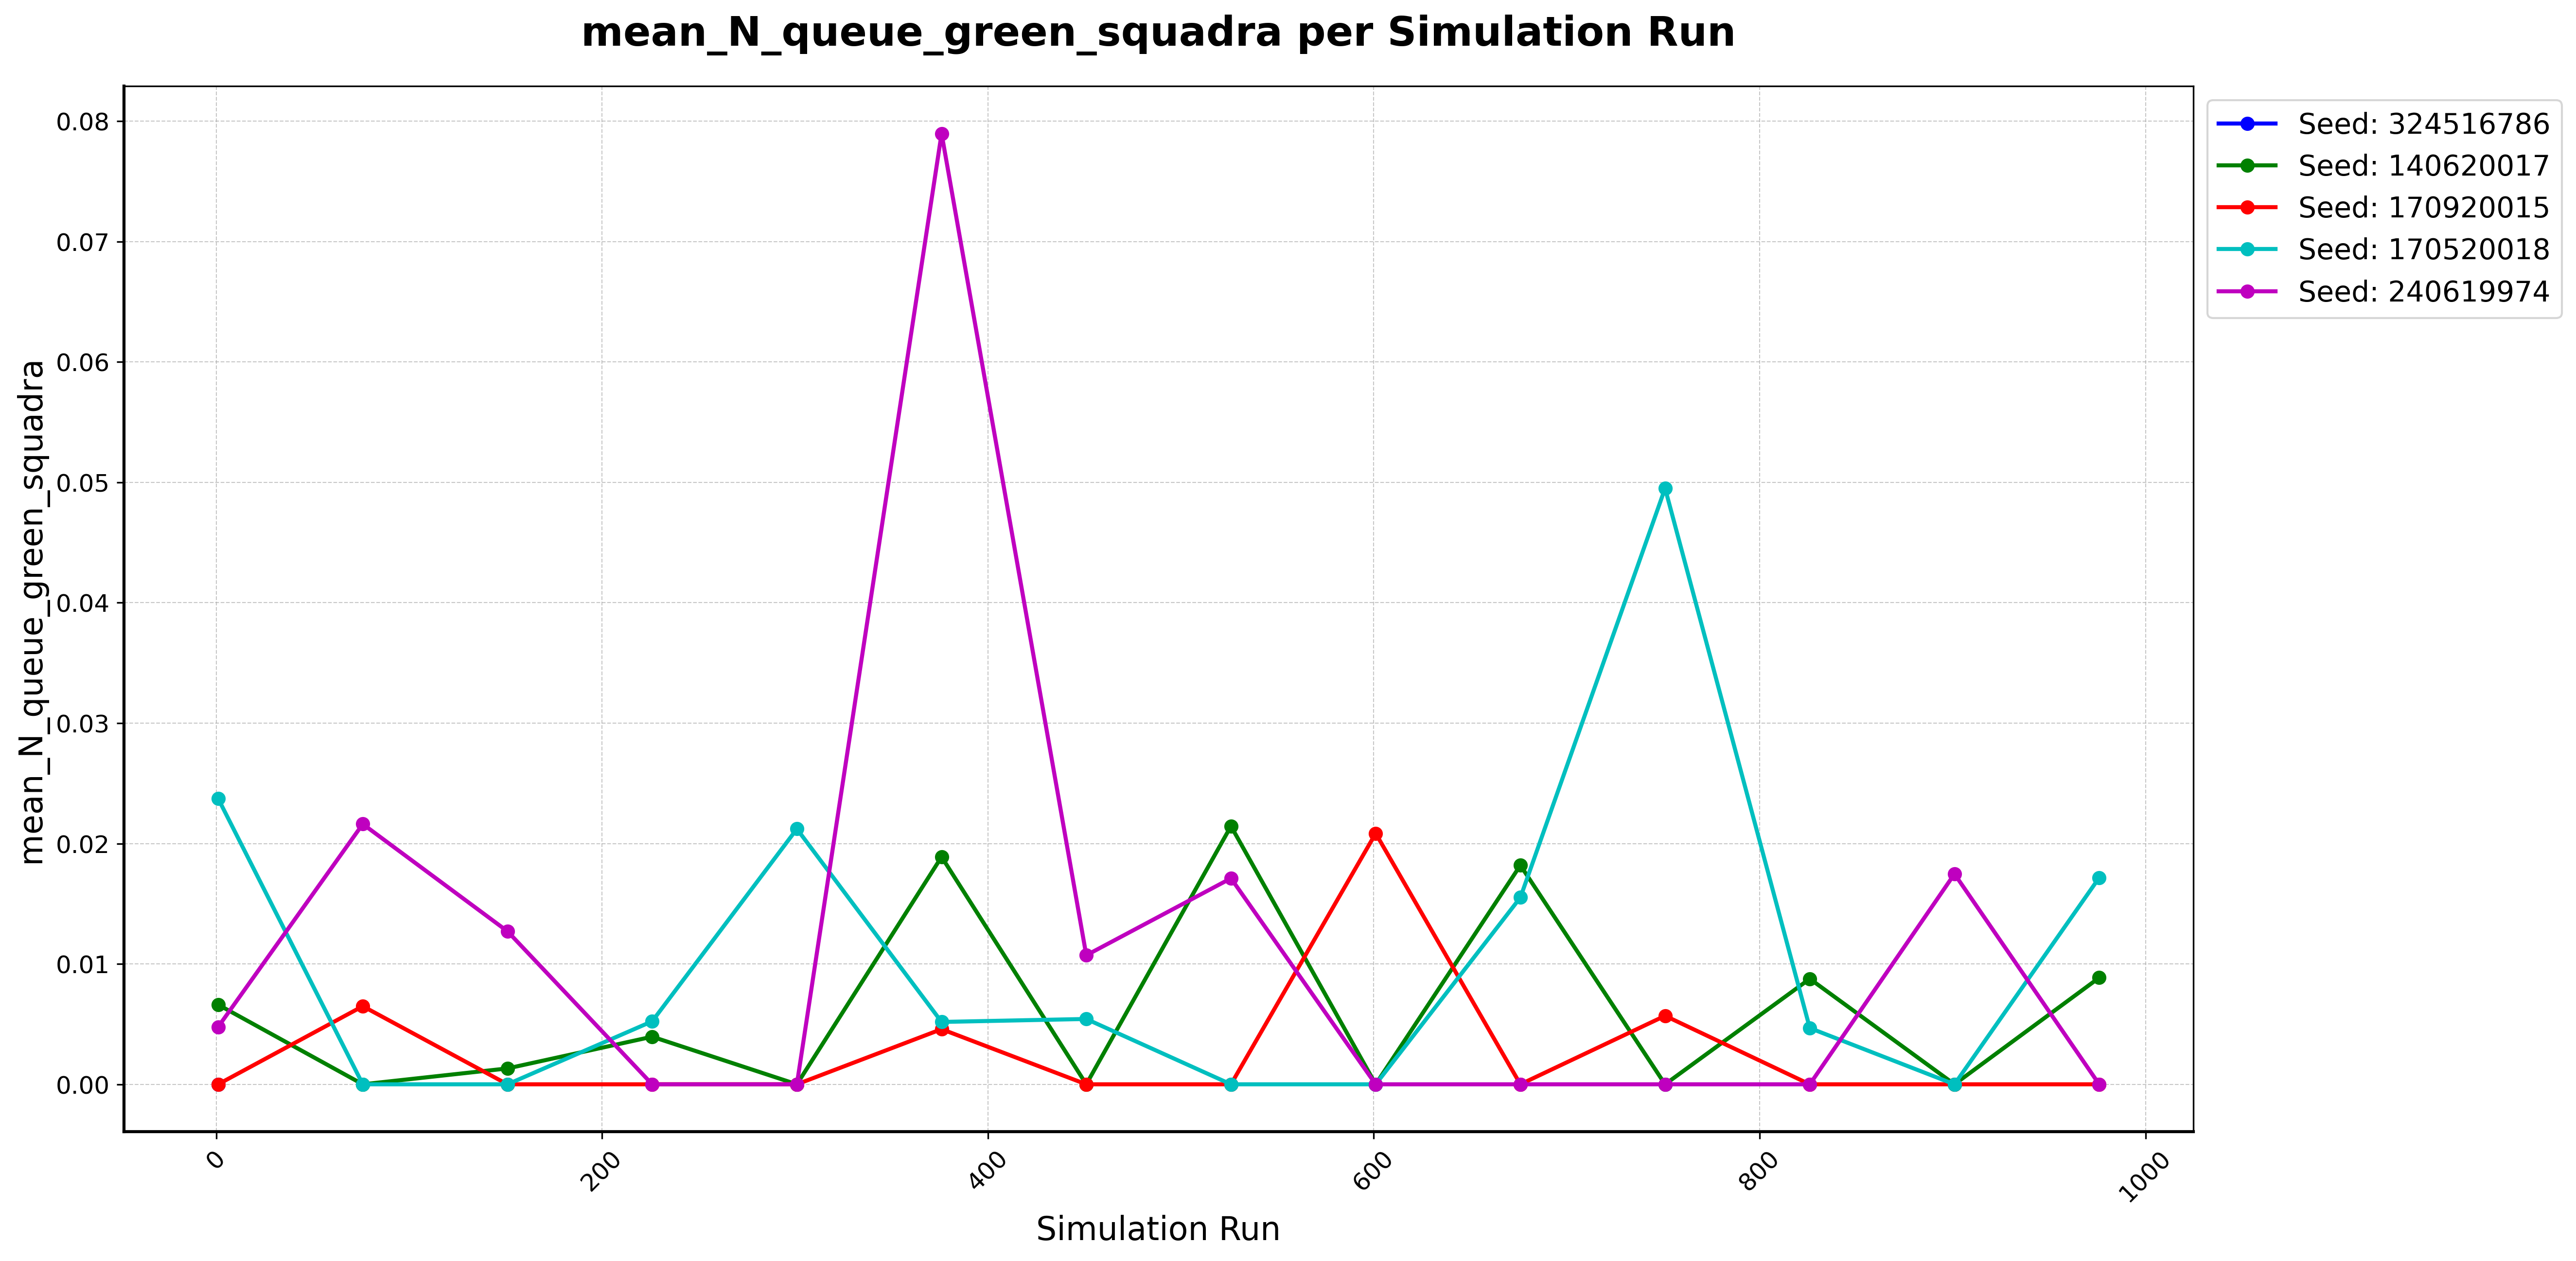 mean_N_queue_green_squadra per Simulation Run
mean_N_queue_green_squadra
0.08
0.07
0.06
0.05
0.04
0.03
0.02
0.01
0.00
0
200
400
600
800
1000
Simulation Run
Seed: 324516786
Seed: 140620017
Seed: 170920015
Seed: 170520018
Seed: 240619974